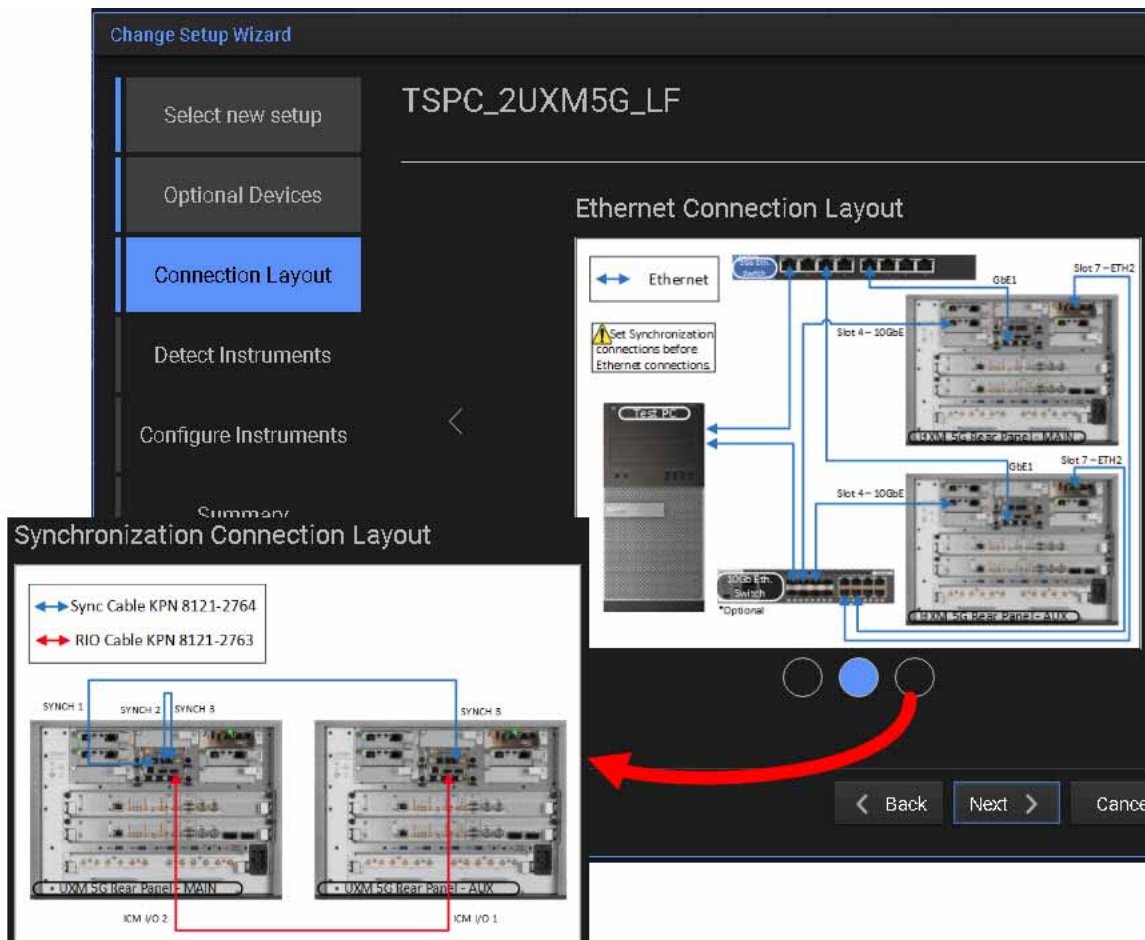 Change Setup Wizard
Select new setup
Optional Devices
Connection Layout
Detect Instruments
Configure Instruments
Summary
TSPC_2UXM5G_LF
Ethernet Connection Layout
Ethernet
Set Synchronization
connections before
Ethernet connections.
1Gb Eth.
Switch
GbE1
Slot 7 – ETH2
Slot 4 – 10GbE
Test PC
UXM 5G Rear Panel - MAIN
GbE1
Slot 7 – ETH2
Slot 4 – 10GbE
10Gb Eth.
Switch
*Optional
UXM 5G Rear Panel - AUX
Back
Next
Cance
Synchronization Connection Layout
Sync Cable KPN 8121-2764
RIO Cable KPN 8121-2763
SYNCH 1
SYNCH 2
SYNCH 3
SYNCH 3
UXM 5G Rear Panel - MAIN
UXM 5G Rear Panel - AUX
ICM I/O 2
ICM I/O 1